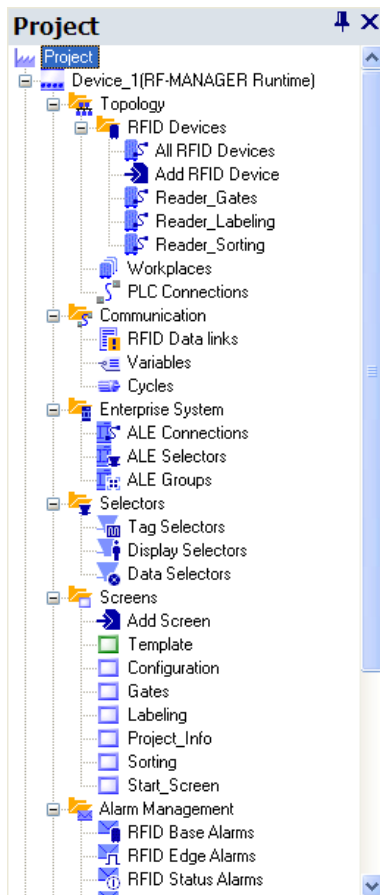 Project
Project
Device_1(RF-MANAGER Runtime)
Topology
RFID Devices
All RFID Devices
Add RFID Device
Reader_Gates
Reader_Labeling
Reader_Sorting
Workplaces
PLC Connections
Communication
RFID Data links
Variables
Cycles
Enterprise System
ALE Connections
ALE Selectors
ALE Groups
Selectors
Tag Selectors
Display Selectors
Data Selectors
Screens
Add Screen
Template
Configuration
Gates
Labeling
Project_Info
Sorting
Start_Screen
Alarm Management
RFID Base Alarms
RFID Edge Alarms
RFID Status Alarms